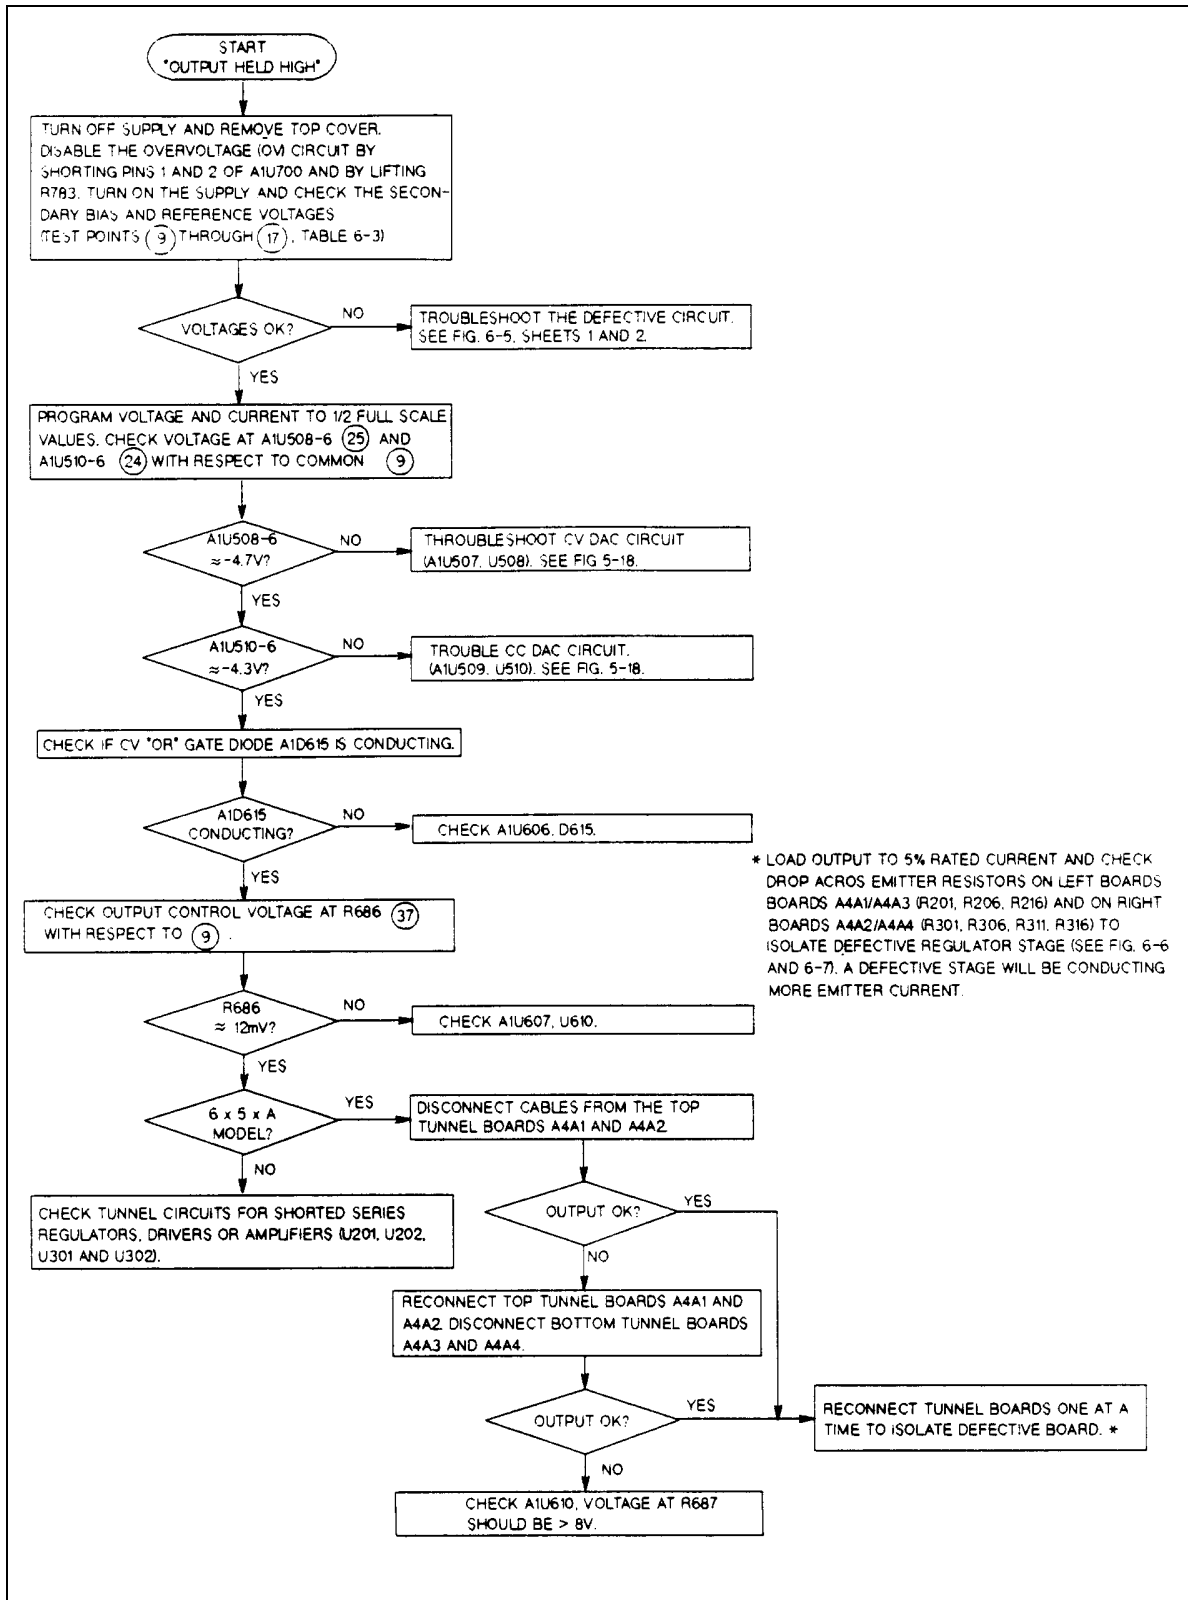 START
"OUTPUT HELD HIGH"
TURN OFF SUPPLY AND REMOVE TOP COVER.
DISABLE THE OVERVOLTAGE (OV) CIRCUIT BY
SHORTING PINS 1 AND 2 OF A1U700 AND BY LIFTING
R783. TURN ON THE SUPPLY AND CHECK THE SECON-
DARY BIAS AND REFERENCE VOLTAGES
(TEST POINTS 9 THROUGH 17, TABLE 6-3)
VOLTAGES OK?
NO
TROUBLESHOOT THE DEFECTIVE CIRCUIT.
SEE FIG. 6-5, SHEETS 1 AND 2.
YES
PROGRAM VOLTAGE AND CURRENT TO 1/2 FULL SCALE
VALUES. CHECK VOLTAGE AT A1U508-6 25 AND
A1U510-6 24 WITH RESPECT TO COMMON 9
A1U508-6
≈-4.7V?
NO
THROUBLESHOOT CV DAC CIRCUIT
(A1U507, U508). SEE FIG 5-18.
YES
A1U510-6
≈-4.3V?
NO
TROUBLE CC DAC CIRCUIT.
(A1U509, U510). SEE FIG. 5-18.
YES
CHECK IF CV "OR" GATE DIODE A1D615 IS CONDUCTING.
A1D615
CONDUCTING?
NO
CHECK A1U606, D615.
YES
CHECK OUTPUT CONTROL VOLTAGE AT R686 37
WITH RESPECT TO 9 .
* LOAD OUTPUT TO 5% RATED CURRENT AND CHECK
DROP ACROS EMITTER RESISTORS ON LEFT BOARDS
BOARDS A4A1/A4A3 (R201, R206, R216) AND ON RIGHT
BOARDS A4A2/A4A4 (R301, R306, R311, R316) TO
ISOLATE DEFECTIVE REGULATOR STAGE (SEE FIG. 6-6
AND 6-7). A DEFECTIVE STAGE WILL BE CONDUCTING
MORE EMITTER CURRENT.
R686
≈ 12mV?
NO
CHECK A1U607, U610.
YES
6 x 5 x A
MODEL?
YES
DISCONNECT CABLES FROM THE TOP
TUNNEL BOARDS A4A1 AND A4A2.
NO
CHECK TUNNEL CIRCUITS FOR SHORTED SERIES
REGULATORS, DRIVERS OR AMPLIFIERS (U201, U202,
U301 AND U302).
OUTPUT OK?
YES
NO
RECONNECT TOP TUNNEL BOARDS A4A1 AND
A4A2. DISCONNECT BOTTOM TUNNEL BOARDS
A4A3 AND A4A4.
OUTPUT OK?
YES
RECONNECT TUNNEL BOARDS ONE AT A
TIME TO ISOLATE DEFECTIVE BOARD. *
NO
CHECK A1U610, VOLTAGE AT R687
SHOULD BE > 8V.